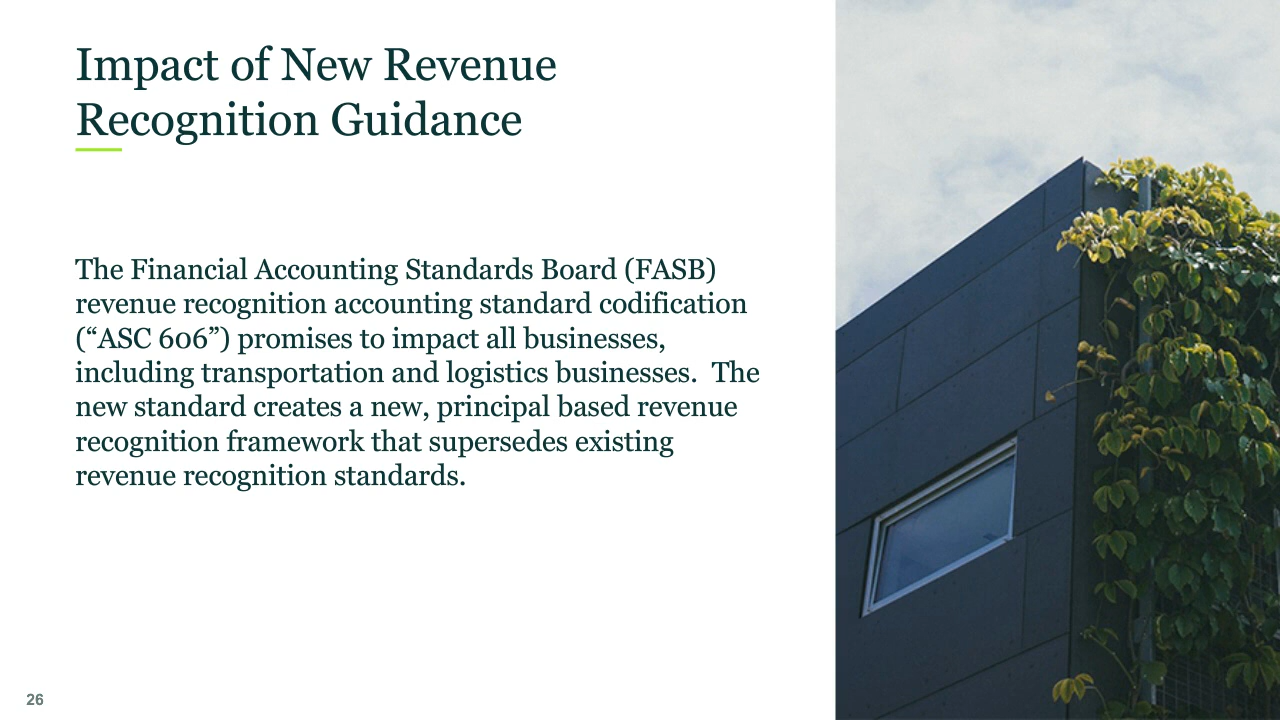 Impact of New Revenue
Recognition Guidance
The Financial Accounting Standards Board (FASB)
revenue recognition accounting standard codification
(“ASC 606”) promises to impact all businesses,
including transportation and logistics businesses.  The
new standard creates a new, principal based revenue
recognition framework that supersedes existing
revenue recognition standards.
26